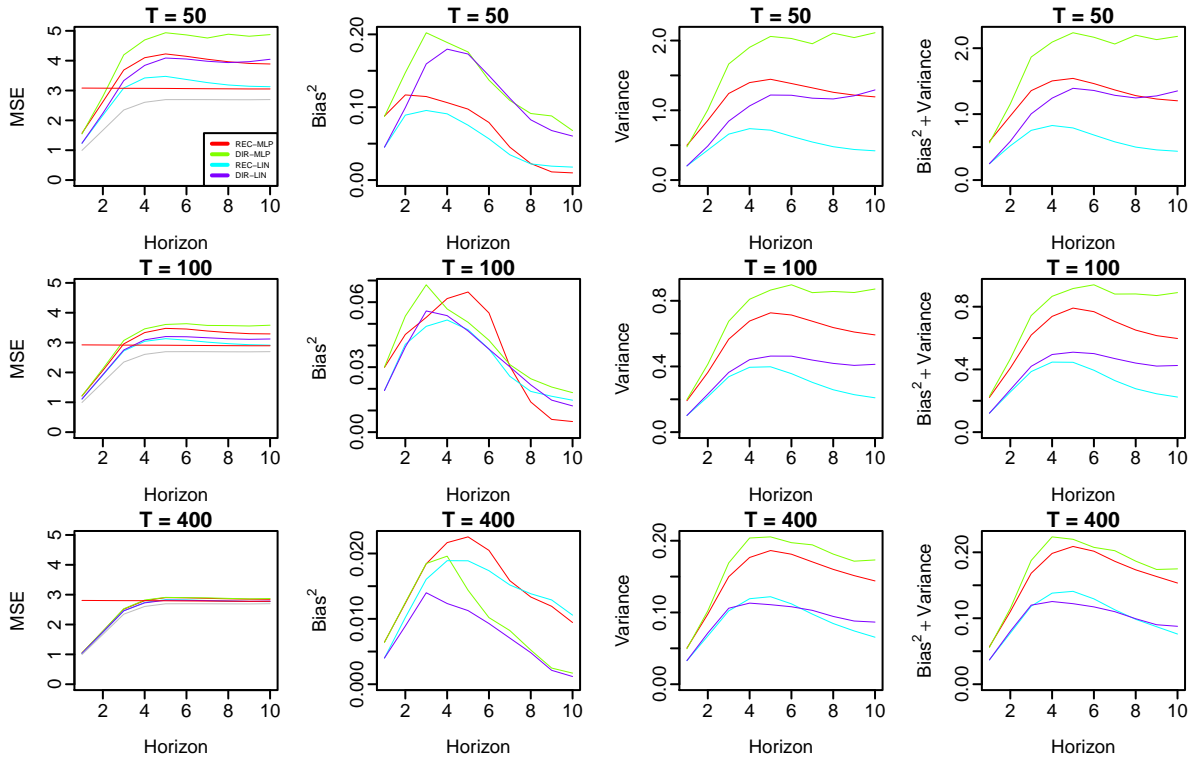 T = 50
MSE
0 1 2 3 4 5
2 4 6 8 10
Horizon
REC−MLP
DIR−MLP
REC−LIN
DIR−LIN
T = 50
Bias²
0.00 0.10 0.20
2 4 6 8 10
Horizon
T = 50
Variance
0.0 1.0 2.0
2 4 6 8 10
Horizon
T = 50
Bias² + Variance
0.0 1.0 2.0
2 4 6 8 10
Horizon
T = 100
MSE
0 1 2 3 4 5
2 4 6 8 10
Horizon
T = 100
Bias²
0.00 0.03 0.06
2 4 6 8 10
Horizon
T = 100
Variance
0.0 0.4 0.8
2 4 6 8 10
Horizon
T = 100
Bias² + Variance
0.0 0.4 0.8
2 4 6 8 10
Horizon
T = 400
MSE
0 1 2 3 4 5
2 4 6 8 10
Horizon
T = 400
Bias²
0.000 0.010 0.020
2 4 6 8 10
Horizon
T = 400
Variance
0.00 0.10 0.20
2 4 6 8 10
Horizon
T = 400
Bias² + Variance
0.00 0.10 0.20
2 4 6 8 10
Horizon